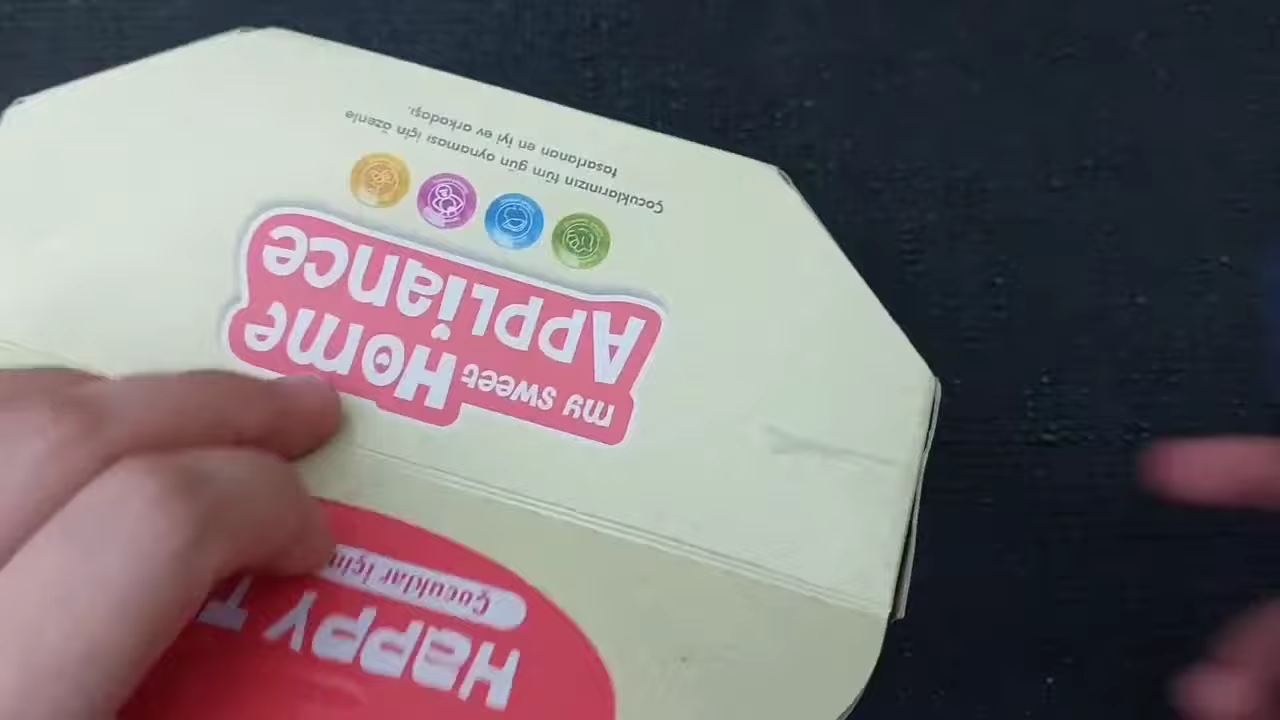 HAPPY
Çocuklar için
my sweet Home
APPLiance
Çocuklarınızın tüm gün oynaması için özenle
tasarlanan en iyi ev arkadaşı.